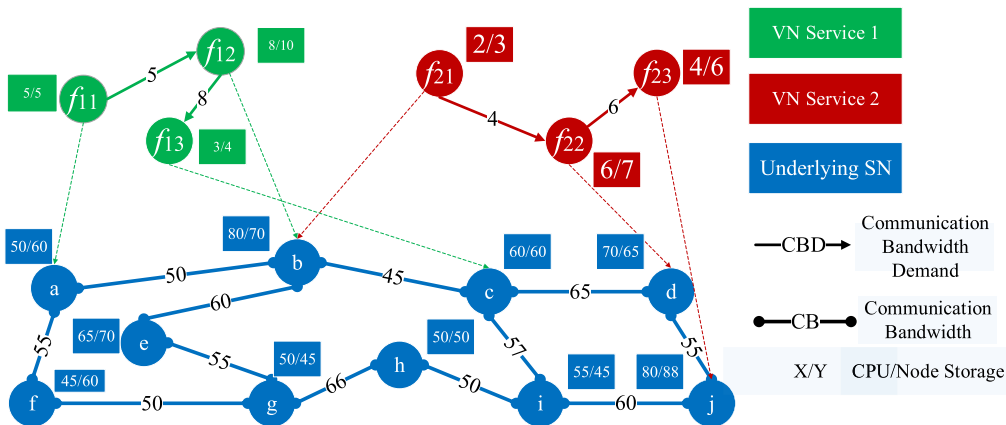 f12
8/10
2/3
f21
f23
4/6
VN Service 1
5
5/5
f11
8
f13
3/4
4
6
f22
6/7
VN Service 2
Underlying SN
50/60
80/70
60/60
70/65
CBD
Communication
Bandwidth
Demand
a
50
b
45
c
65
d
60
55
65/70
e
55
50/45
50/50
57
55
CB
Communication
Bandwidth
h
66
50
55/45
80/88
X/Y
CPU/Node Storage
45/60
f
50
g
i
60
j